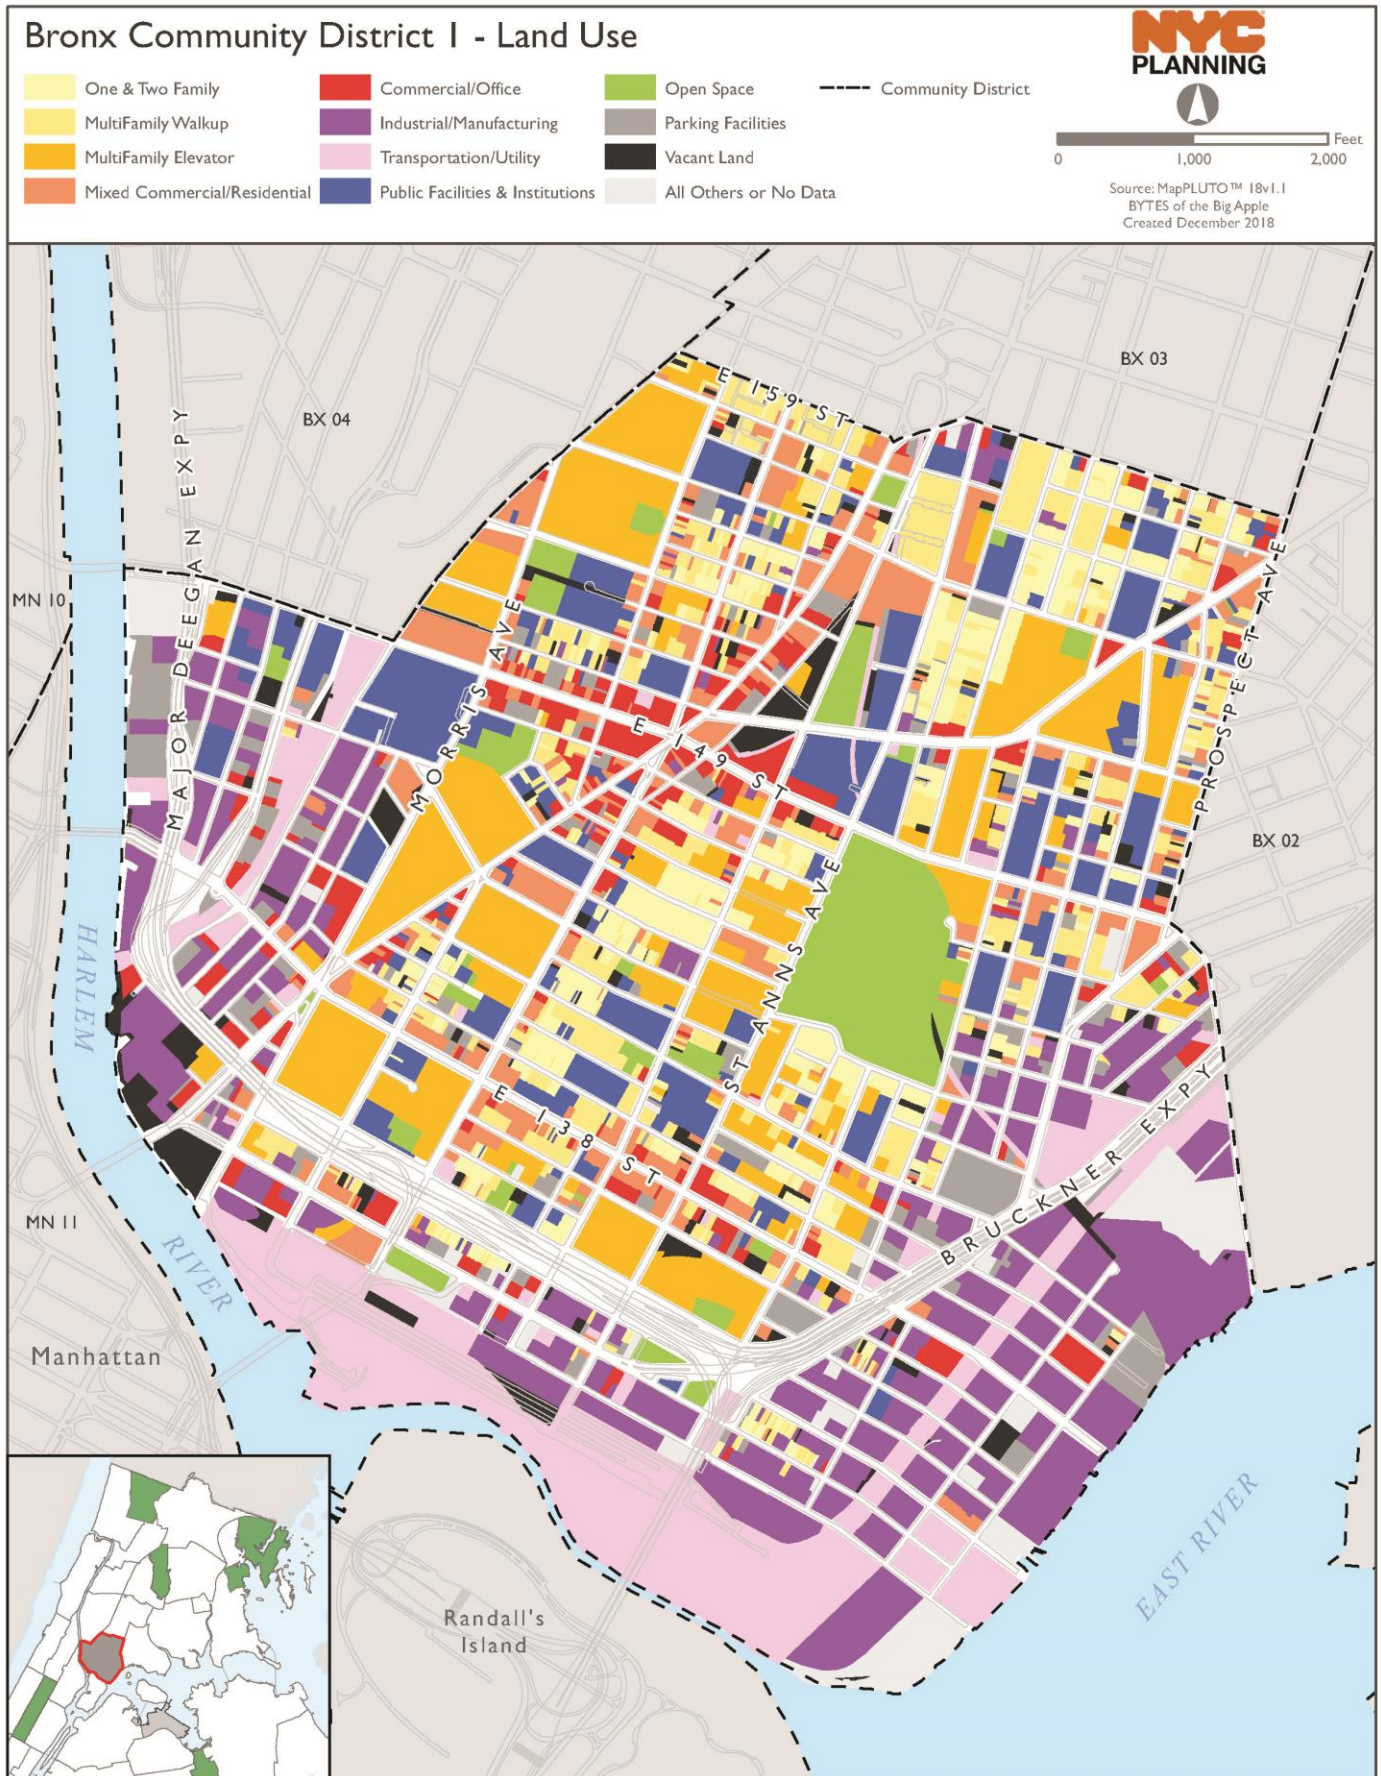 Bronx Community District 1 - Land Use
NYC
PLANNING
One & Two Family
MultiFamily Walkup
MultiFamily Elevator
Mixed Commercial/Residential
Commercial/Office
Industrial/Manufacturing
Transportation/Utility
Public Facilities & Institutions
Open Space
Parking Facilities
Vacant Land
All Others or No Data
Community District
Feet
0 1,000 2,000
Source: MapPLUTO™ 18v1.1
BYTES of the Big Apple
Created December 2018
BX 03
BX 04
E 159 ST
MAJOR DEEGAN EXPY
MN 10
MORRIS AVE
PROSPECT AVE
E 149 ST
BX 02
ST ANNS AVE
HARLEM
RIVER
E 138 ST
BRUCKNER EXPY
MN 11
Manhattan
EAST RIVER
Randall's
Island